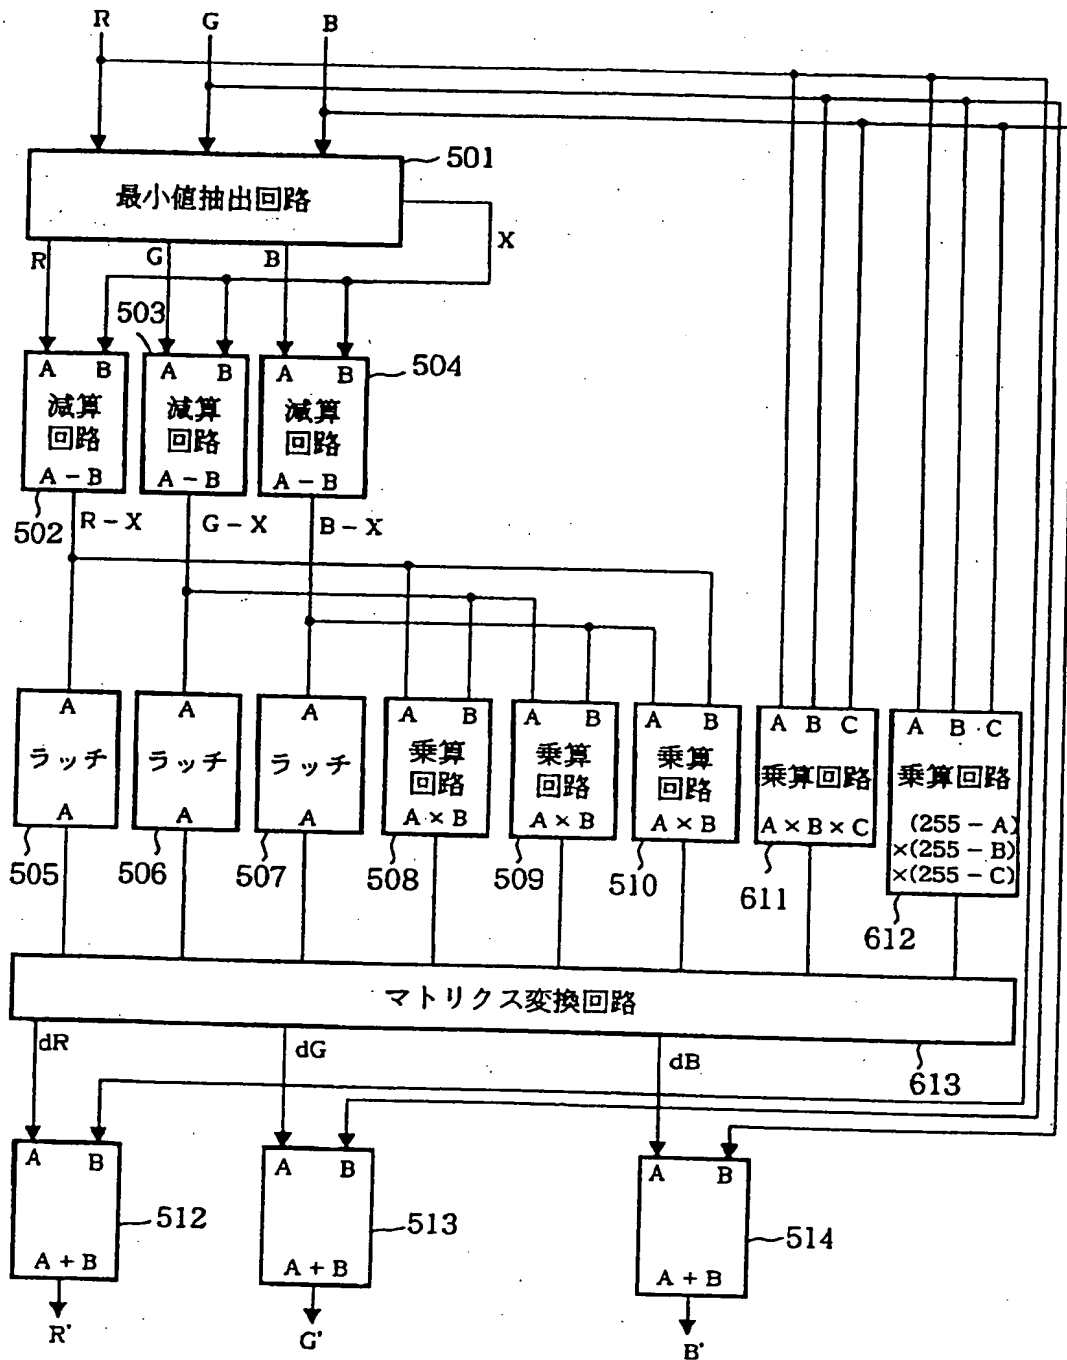 R G B
501
最小値抽出回路
X
R G B
503
504
A B
減算
回路
A － B
A B
減算
回路
A － B
A B
減算
回路
A － B
502
R－X
G－X
B－X
A
ラッチ
A
A
ラッチ
A
A
ラッチ
A
A B
乗算
回路
A × B
A B
乗算
回路
A × B
A B
乗算
回路
A × B
A B C
乗算回路
A × B × C
A B C
乗算回路
(255－A)
×(255－B)
×(255－C)
505 506 507 508 509 510 611 612
マトリクス変換回路
613
dR dG dB
A B
A + B
512
A B
A + B
513
A B
A + B
514
R' G' B'